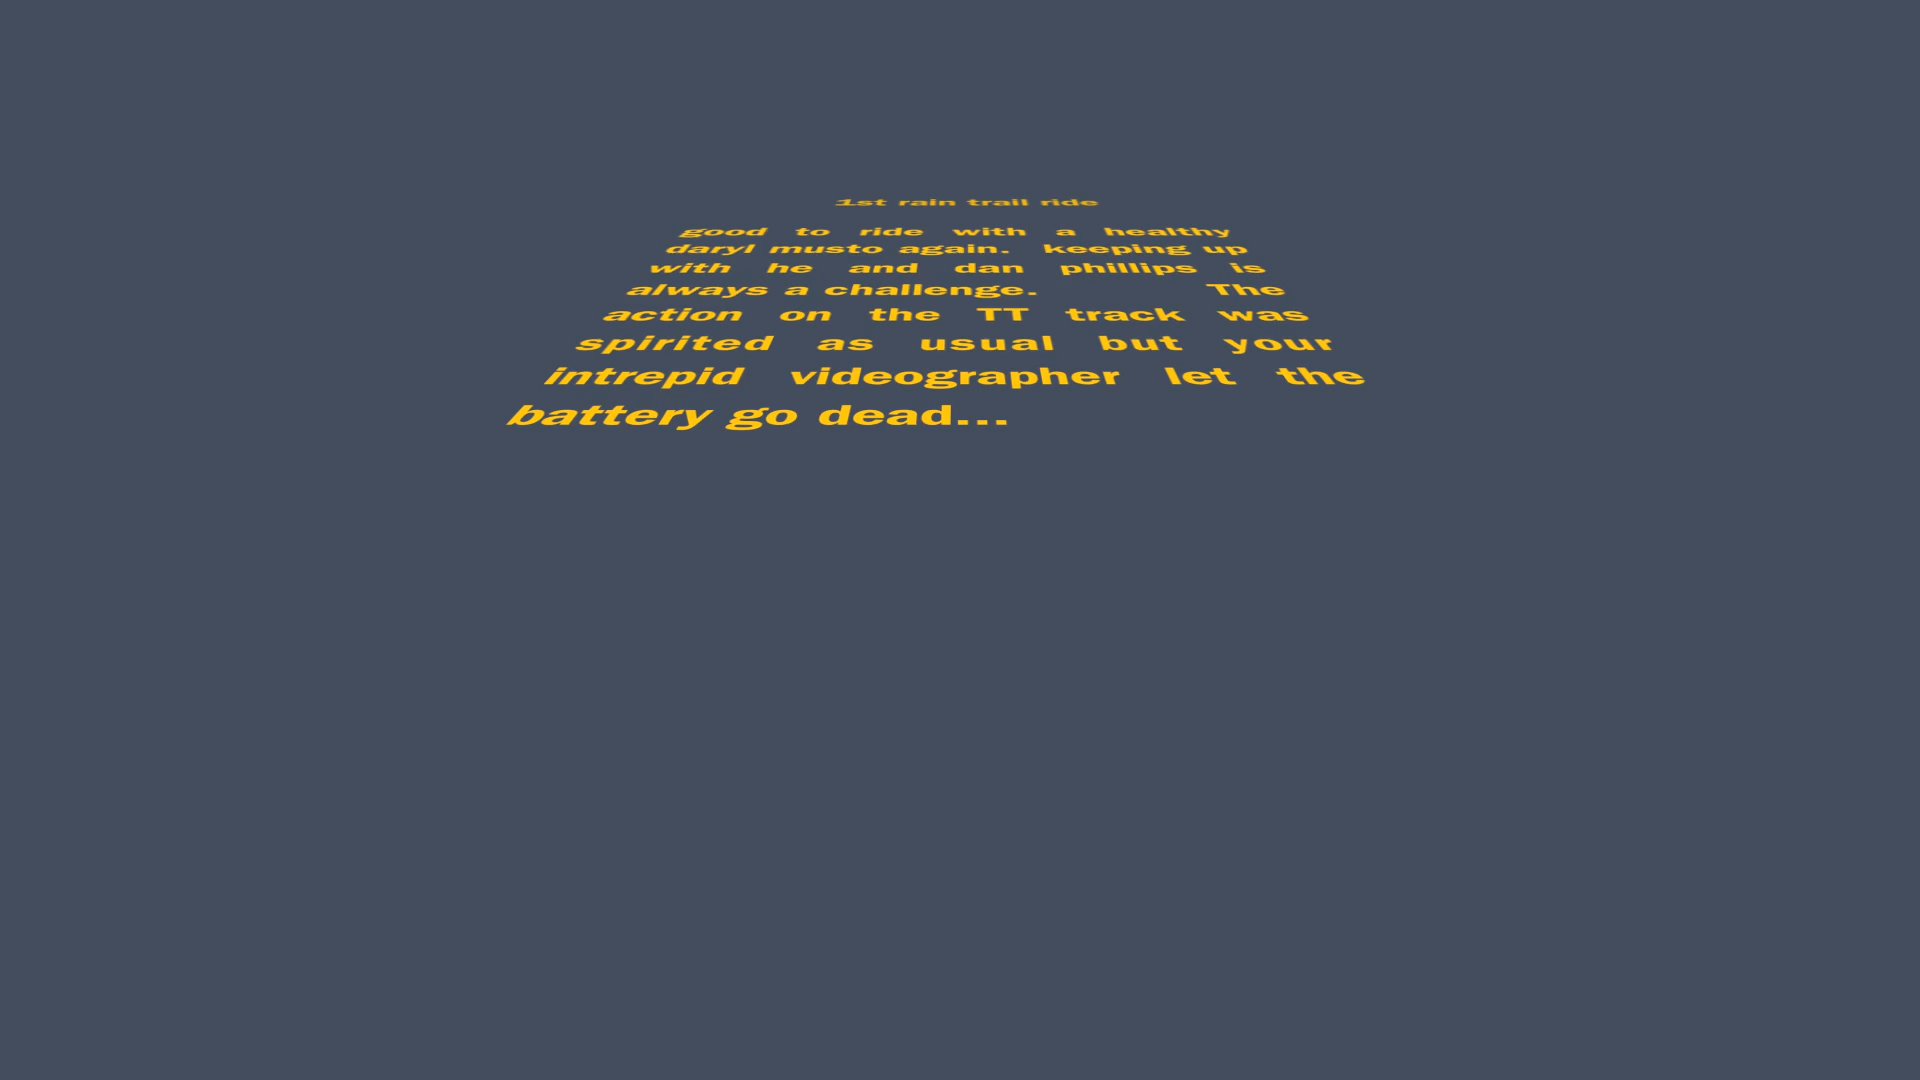 1st rain trail ride
good to ride with a healthy
daryl musto again. keeping up
with he and dan phillips is
always a challenge. The
action on the TT track was
spirited as usual but your
intrepid videographer let the
battery go dead...